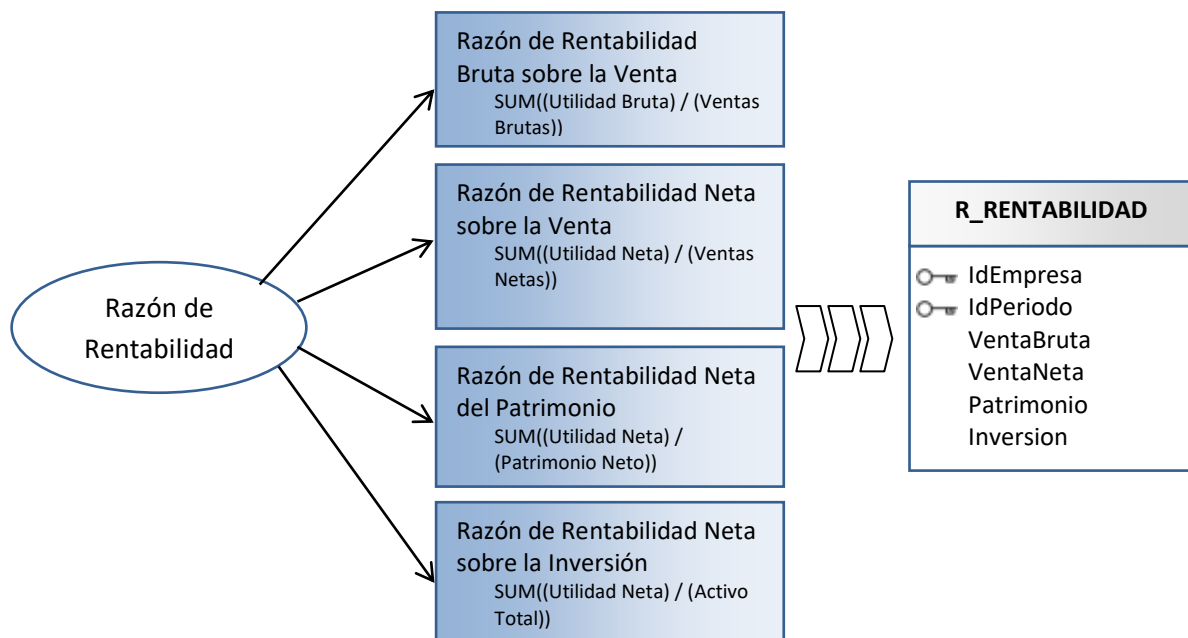 Razón de
Rentabilidad
Razón de Rentabilidad
Bruta sobre la Venta
SUM((Utilidad Bruta) / (Ventas
Brutas))
Razón de Rentabilidad Neta
sobre la Venta
SUM((Utilidad Neta) / (Ventas
Netas))
Razón de Rentabilidad Neta
del Patrimonio
SUM((Utilidad Neta) /
(Patrimonio Neto))
Razón de Rentabilidad Neta
sobre la Inversión
SUM((Utilidad Neta) / (Activo
Total))
R_RENTABILIDAD
IdEmpresa
IdPeriodo
VentaBruta
VentaNeta
Patrimonio
Inversion